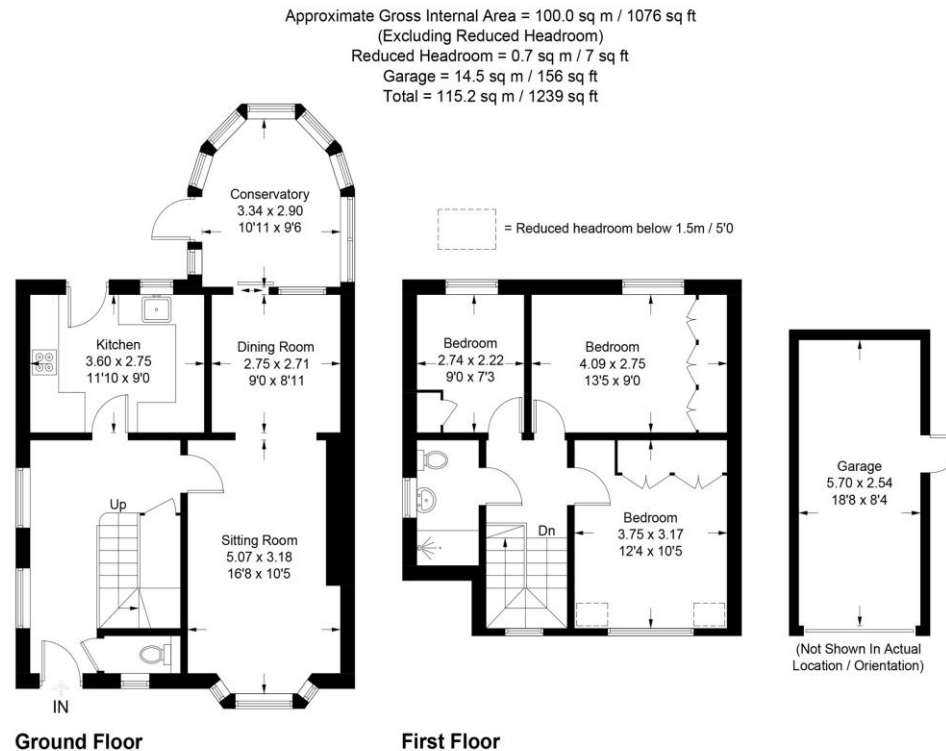 Approximate Gross Internal Area = 100.0 sq m / 1076 sq ft
(Excluding Reduced Headroom)
Reduced Headroom = 0.7 sq m / 7 sq ft
Garage = 14.5 sq m / 156 sq ft
Total = 115.2 sq m / 1239 sq ft
Conservatory
3.34 x 2.90
10'11 x 9'6
= Reduced headroom below 1.5m / 5'0
Kitchen
3.60 x 2.75
11'10 x 9'0
Dining Room
2.75 x 2.71
9'0 x 8'11
Up
Sitting Room
5.07 x 3.18
16'8 x 10'5
IN
Ground Floor
Bedroom
2.74 x 2.22
9'0 x 7'3
Bedroom
4.09 x 2.75
13'5 x 9'0
Dn
Bedroom
3.75 x 3.17
12'4 x 10'5
First Floor
Garage
5.70 x 2.54
18'8 x 8'4
(Not Shown In Actual
Location / Orientation)